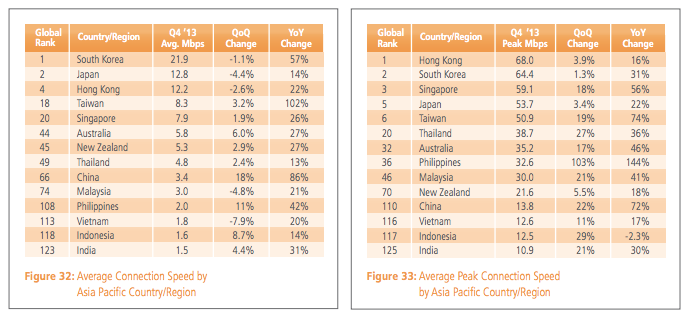 Global Rank Country/Region Q4 '13 Avg. Mbps QoQ Change YoY Change
1 South Korea 21.9 -1.1% 57%
2 Japan 12.8 -4.4% 14%
4 Hong Kong 12.2 -2.6% 22%
18 Taiwan 8.3 3.2% 102%
20 Singapore 7.9 1.9% 26%
44 Australia 5.8 6.0% 27%
45 New Zealand 5.3 2.9% 27%
49 Thailand 4.8 2.4% 13%
66 China 3.4 18% 86%
74 Malaysia 3.0 -4.8% 21%
108 Philippines 2.0 11% 42%
113 Vietnam 1.8 -7.9% 20%
118 Indonesia 1.6 8.7% 14%
123 India 1.5 4.4% 31%
Figure 32: Average Connection Speed by
Asia Pacific Country/Region
Global Rank Country/Region Q4 '13 Peak Mbps QoQ Change YoY Change
1 Hong Kong 68.0 3.9% 16%
2 South Korea 64.4 1.3% 31%
3 Singapore 59.1 18% 56%
5 Japan 53.7 3.4% 22%
6 Taiwan 50.9 19% 74%
20 Thailand 38.7 27% 36%
32 Australia 35.2 17% 46%
36 Philippines 32.6 103% 144%
46 Malaysia 30.0 21% 41%
70 New Zealand 21.6 5.5% 18%
110 China 13.8 22% 72%
116 Vietnam 12.6 11% 17%
117 Indonesia 12.5 29% -2.3%
125 India 10.9 21% 30%
Figure 33: Average Peak Connection Speed
by Asia Pacific Country/Region